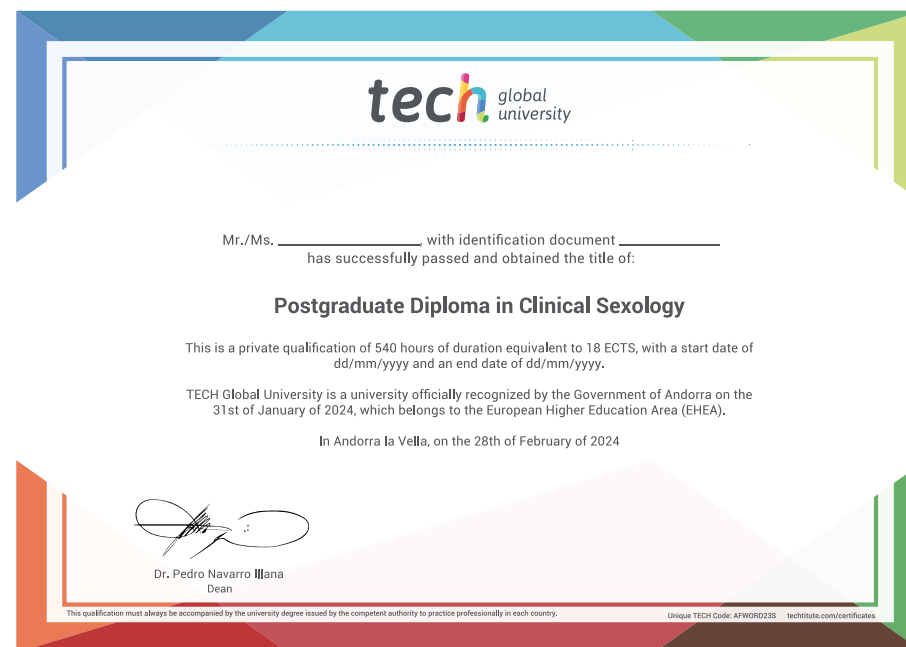 tech global university
Mr./Ms. ____________________, with identification document ______________
has successfully passed and obtained the title of:
Postgraduate Diploma in Clinical Sexology
This is a private qualification of 540 hours of duration equivalent to 18 ECTS, with a start date of
dd/mm/yyyy and an end date of dd/mm/yyyy.
TECH Global University is a university officially recognized by the Government of Andorra on the
31st of January of 2024, which belongs to the European Higher Education Area (EHEA).
In Andorra la Vella, on the 28th of February of 2024
Dr. Pedro Navarro Illana
Dean
This qualification must always be accompanied by the university degree issued by the competent authority to practice professionally in each country.
Unique TECH Code: AFWORD23S techtitute.com/certificates